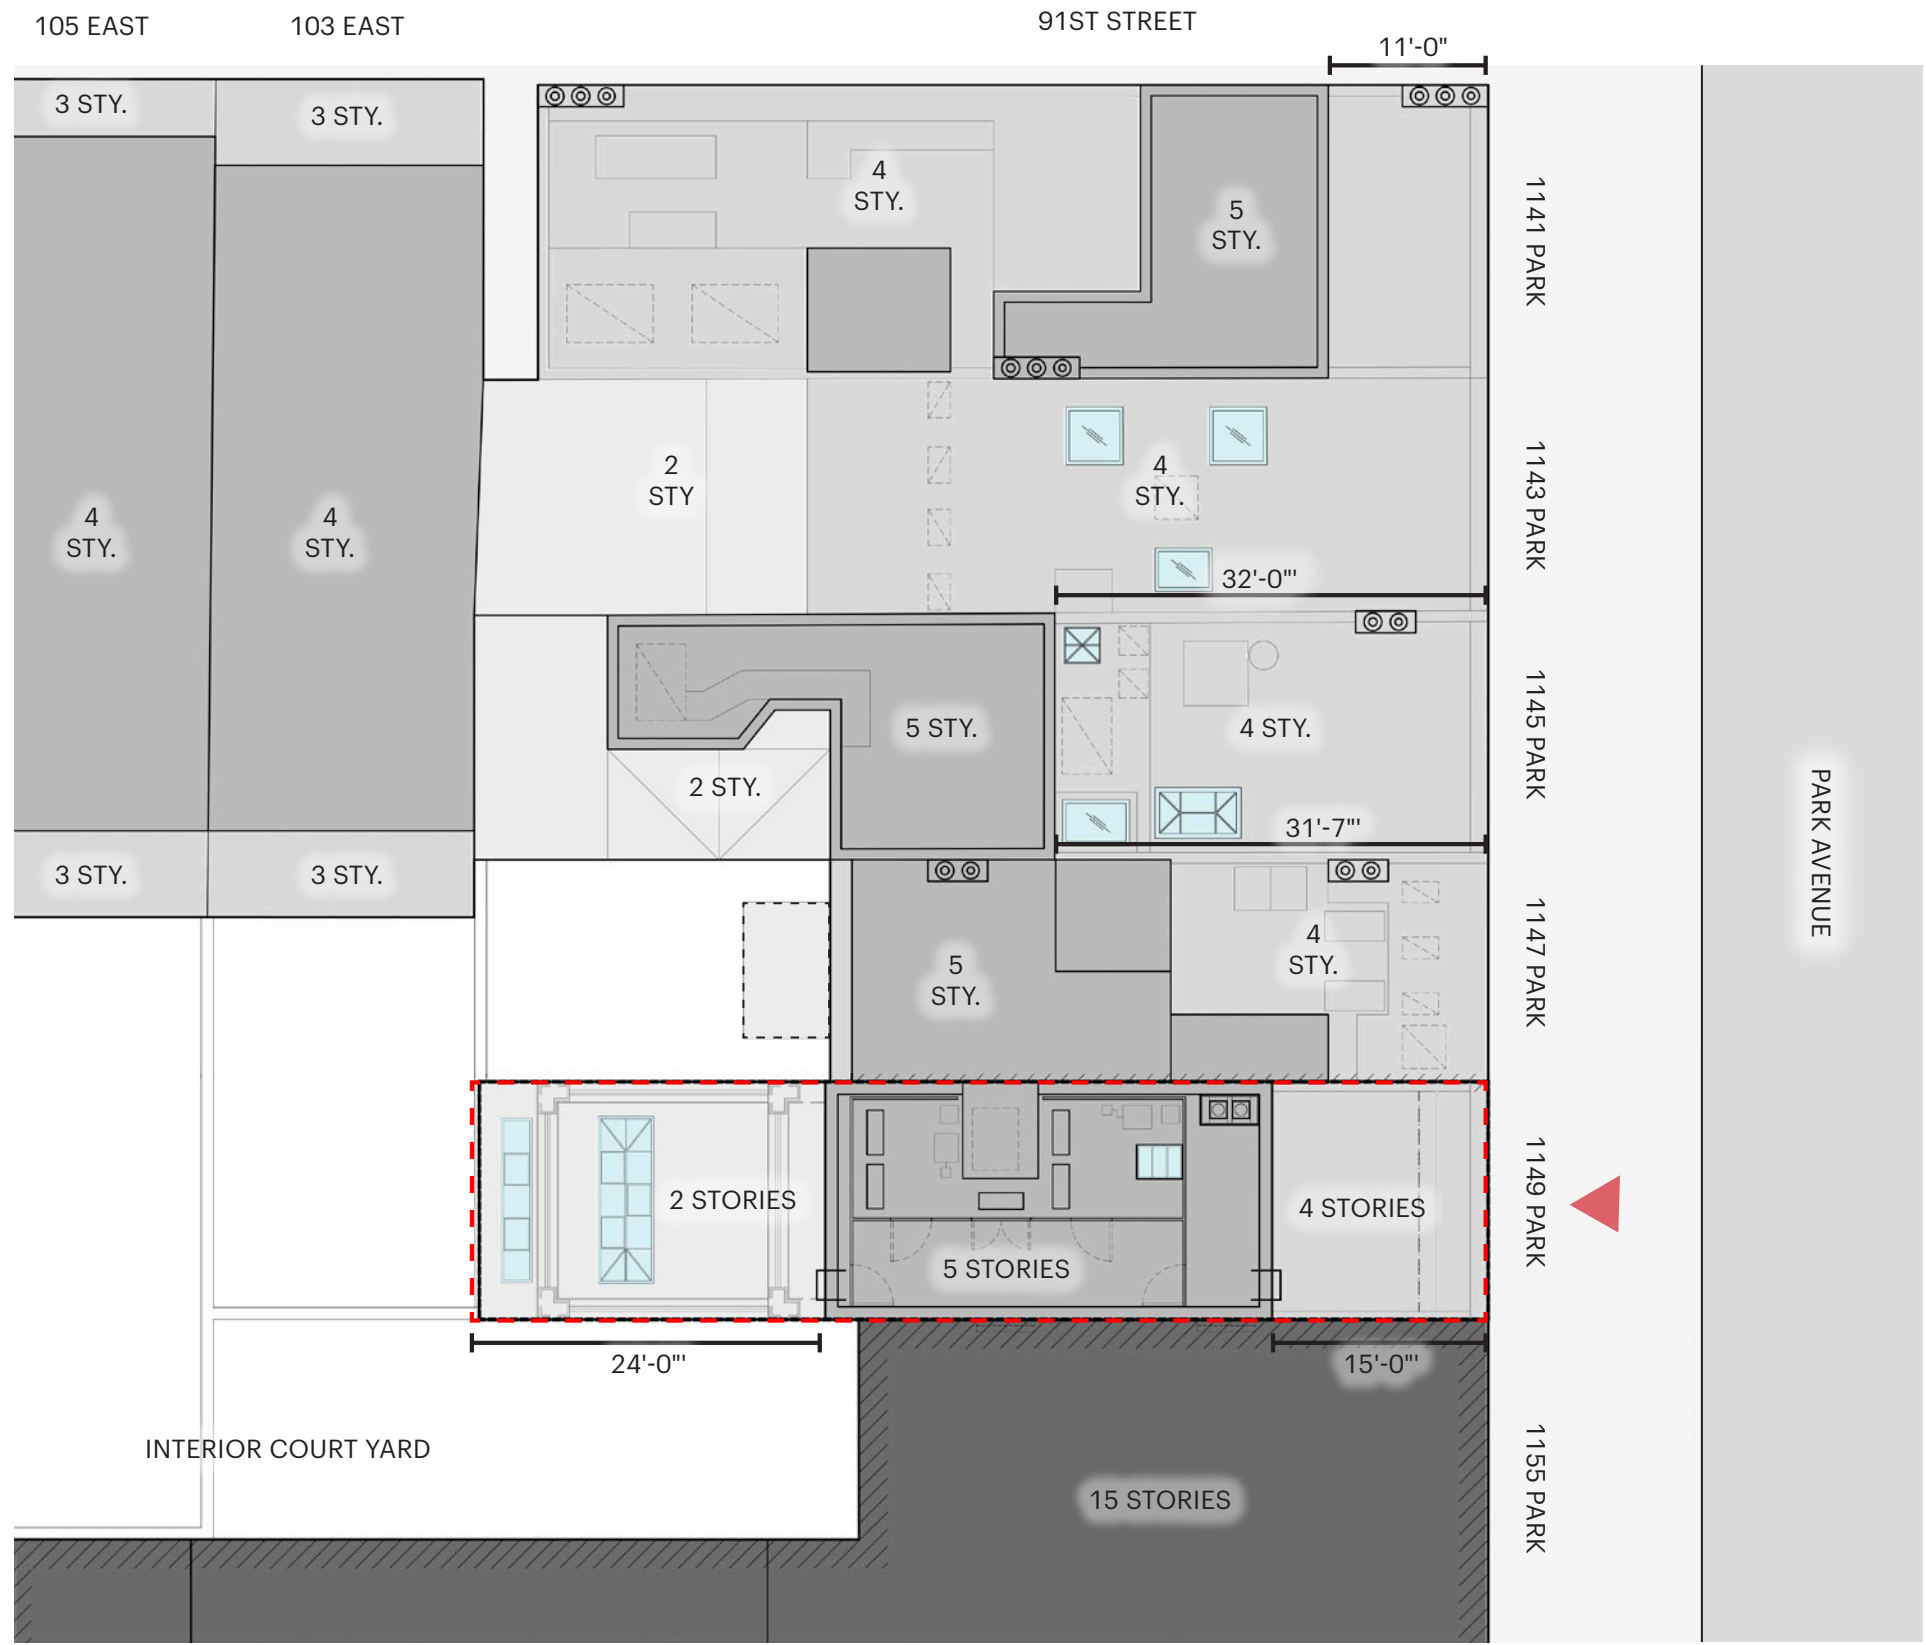 105 EAST
103 EAST
91ST STREET
11'-0"
3 STY.
3 STY.
4
STY.
5
STY.
1141 PARK
4
STY.
4
STY.
2
STY
4
STY.
1143 PARK
32'-0"'
5 STY.
4 STY.
2 STY.
1145 PARK
31'-7"'
3 STY.
3 STY.
5
STY.
4
STY.
1147 PARK
PARK AVENUE
2 STORIES
5 STORIES
4 STORIES
1149 PARK
24'-0"'
15'-0"'
INTERIOR COURT YARD
15 STORIES
1155 PARK